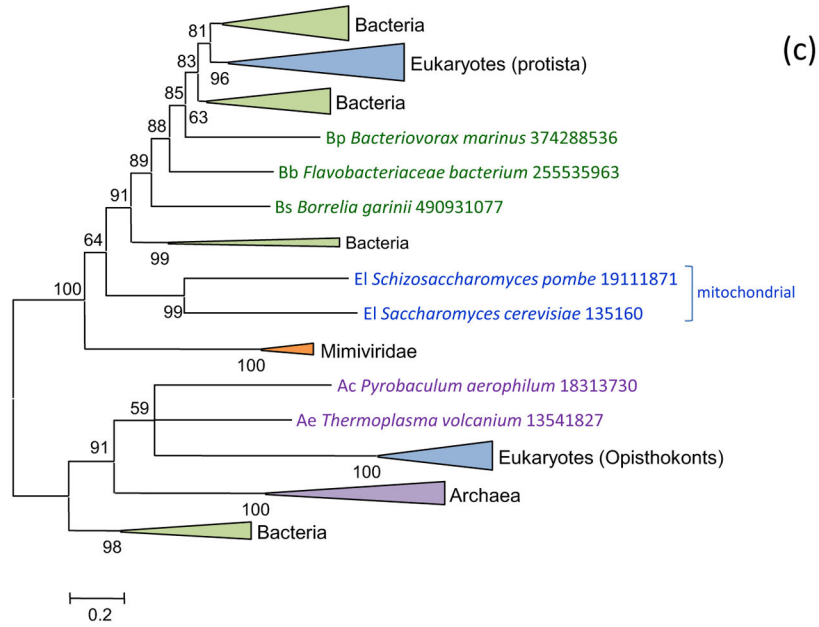 81
Bacteria
(c)
83
96
Eukaryotes (protista)
85
63
Bacteria
88
Bp Bacteriovorax marinus 374288536
89
Bb Flavobacteriaceae bacterium 255535963
91
Bs Borrelia garinii 490931077
64
99
Bacteria
100
El Schizosaccharomyces pombe 19111871
mitochondrial
99
El Saccharomyces cerevisiae 135160
100
Mimiviridae
Ac Pyrobaculum aerophilum 18313730
59
Ae Thermoplasma volcanium 13541827
91
100
Eukaryotes (Opisthokonts)
100
Archaea
98
Bacteria
0.2